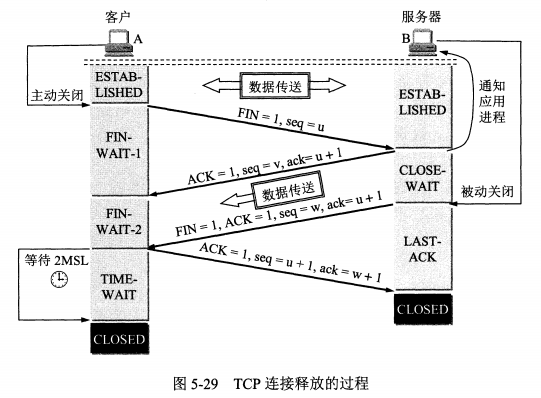 客户
服务器
A
B
ESTAB-
LISHED
数据传送
ESTAB-
LISHED
通知
应用
进程
主动关闭
FIN = 1, seq = u
FIN-
WAIT-1
ACK = 1, seq = v, ack= u + 1
CLOSE-
WAIT
数据传送
被动关闭
FIN = 1, ACK = 1, seq = w, ack= u + 1
FIN-
WAIT-2
ACK = 1, seq = u + 1, ack = w + 1
LAST-
ACK
等待 2MSL
TIME-
WAIT
CLOSED
CLOSED
图 5-29 TCP 连接释放的过程